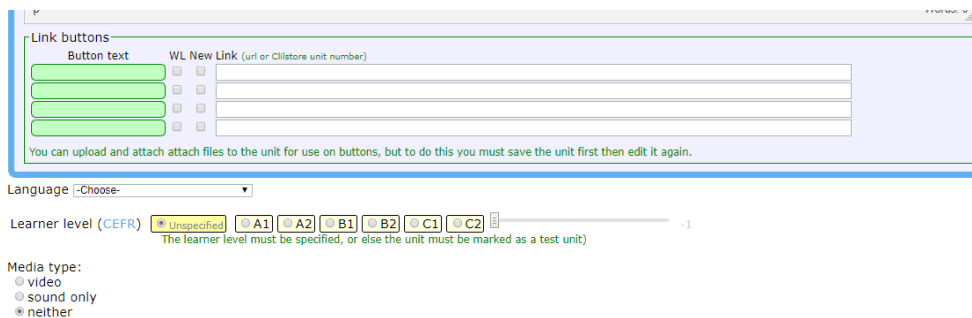 p
Words: 0
Link buttons
Button text WL New Link (url or Clilstore unit number)
You can upload and attach attach files to the unit for use on buttons, but to do this you must save the unit first then edit it again.
Language -Choose-
Learner level (CEFR) Unspecified A1 A2 B1 B2 C1 C2 -1
The learner level must be specified, or else the unit must be marked as a test unit)
Media type:
video
sound only
neither